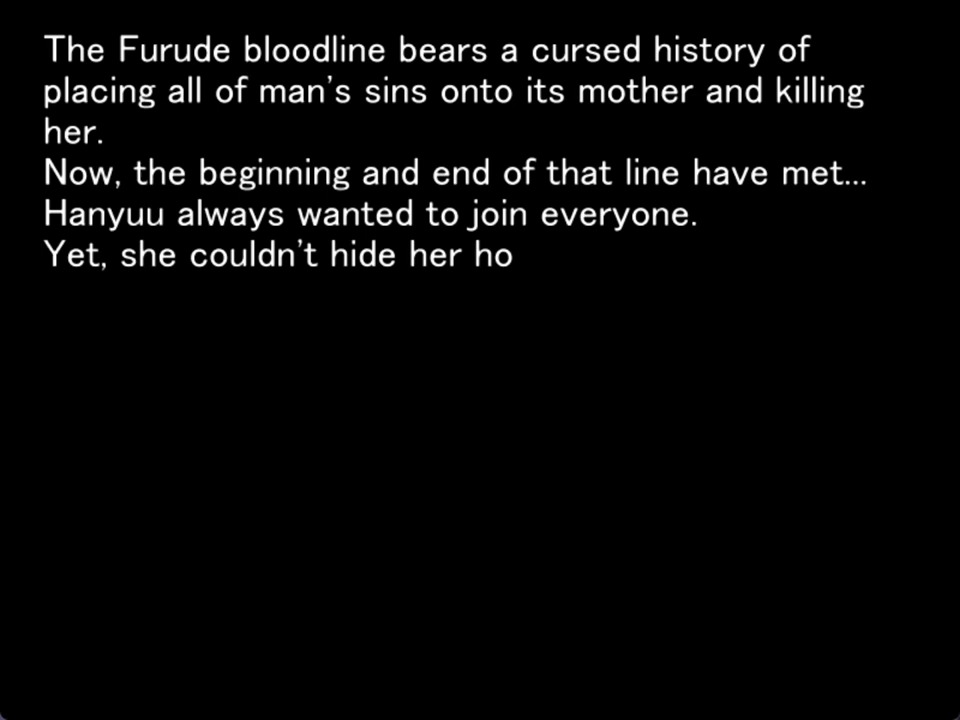 The Furude bloodline bears a cursed history of
placing all of man's sins onto its mother and killing
her.
Now, the beginning and end of that line have met...
Hanyuu always wanted to join everyone.
Yet, she couldn't hide her ho